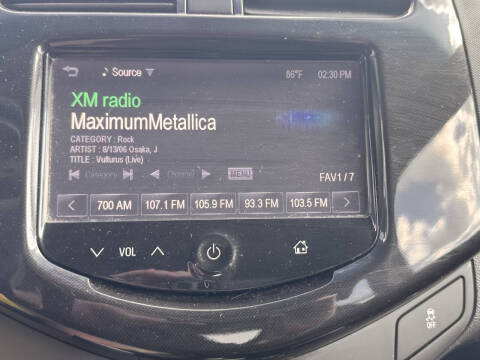 Source 86°F 02:30 PM
XM radio
MaximumMetallica
CATEGORY : Rock
ARTIST : 8/13/06 Osaka, J
TITLE : Vulturus (Live)
Category Channel MENU FAV1 / 7
700 AM 107.1 FM 105.9 FM 93.3 FM 103.5 FM
VOL
OFF